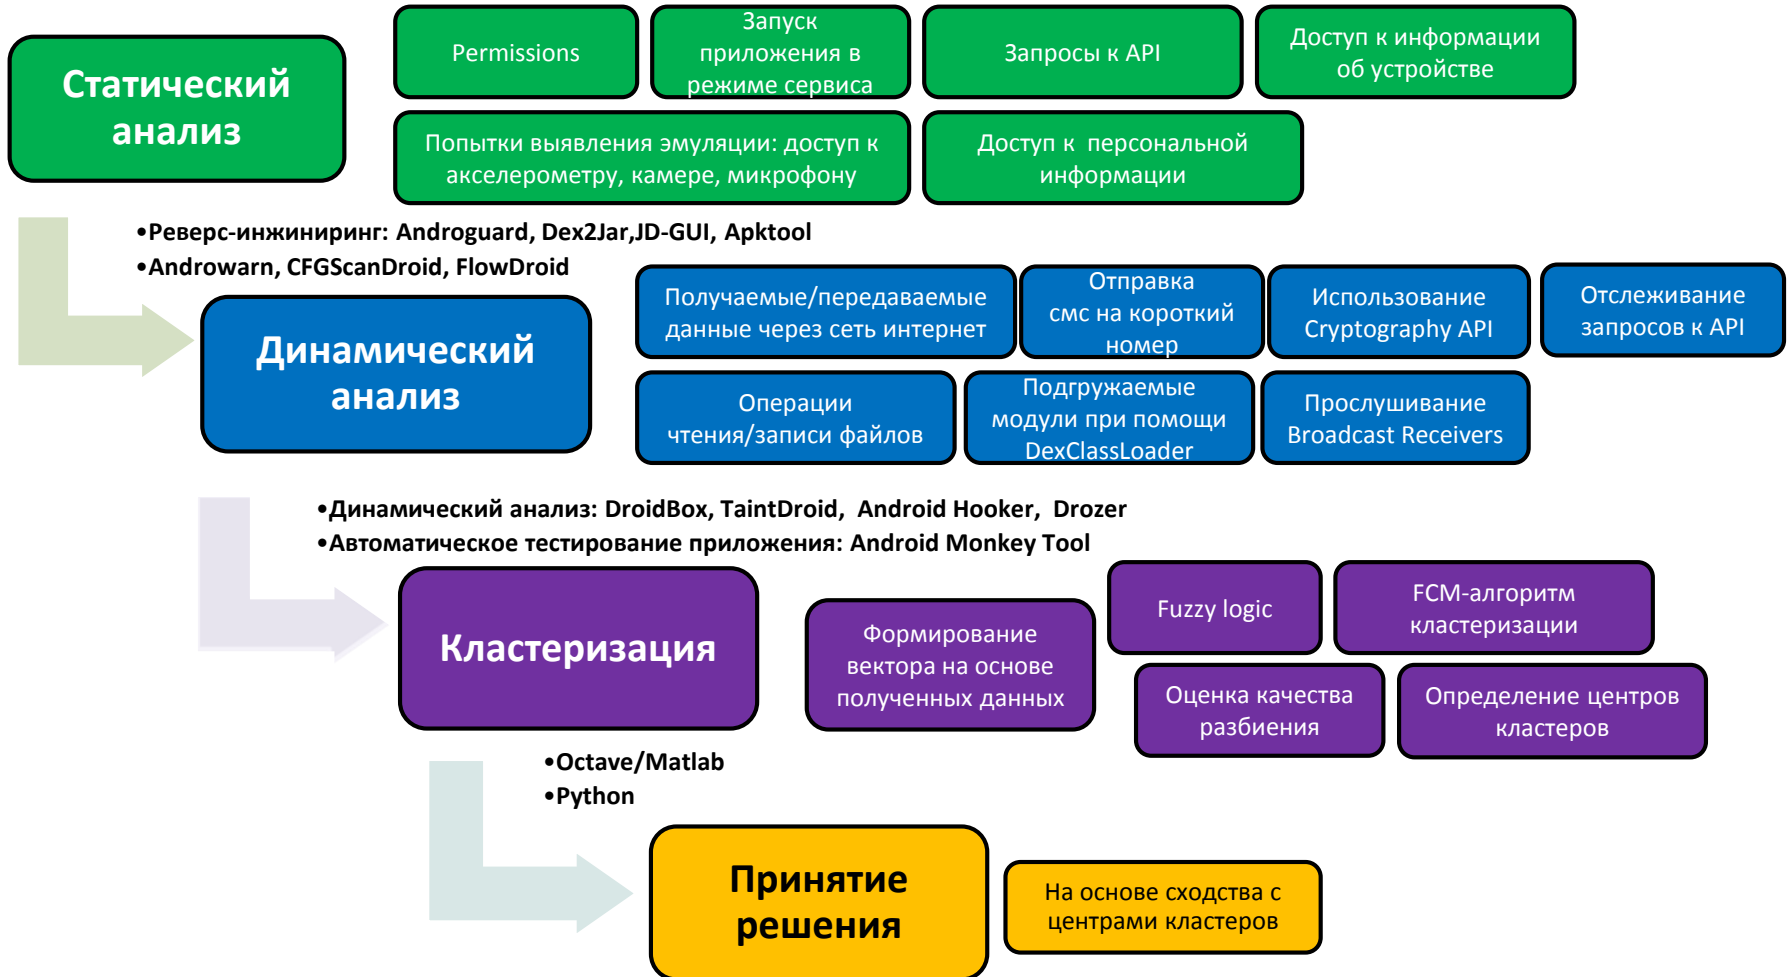 Статический
анализ
Permissions
Запуск
приложения в
режиме сервиса
Запросы к API
Доступ к информации
об устройстве
Попытки выявления эмуляции: доступ к
акселерометру, камере, микрофону
Доступ к персональной
информации
•Реверс-инжиниринг: Androguard, Dex2Jar,JD-GUI, Apktool
•Androwarn, CFGScanDroid, FlowDroid
Динамический
анализ
Получаемые/передаваемые
данные через сеть интернет
Отправка
смс на короткий
номер
Использование
Cryptography API
Отслеживание
запросов к API
Операции
чтения/записи файлов
Подгружаемые
модули при помощи
DexClassLoader
Прослушивание
Broadcast Receivers
•Динамический анализ: DroidBox, TaintDroid, Android Hooker, Drozer
•Автоматическое тестирование приложения: Android Monkey Tool
Кластеризация
Формирование
вектора на основе
полученных данных
Fuzzy logic
FCM-алгоритм
кластеризации
Оценка качества
разбиения
Определение центров
кластеров
•Octave/Matlab
•Python
Принятие
решения
На основе сходства с
центрами кластеров